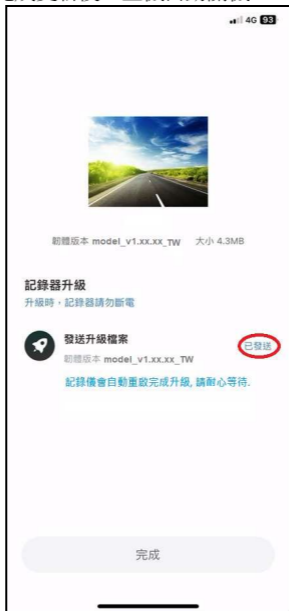 4G 93
韌體版本 model_v1.xx.xx_TW 大小 4.3MB
記錄器升級
升級時，記錄器請勿斷電
發送升級檔案
已發送
韌體版本 model_v1.xx.xx_TW
記錄儀會自動重啟完成升級, 請耐心等待.
完成